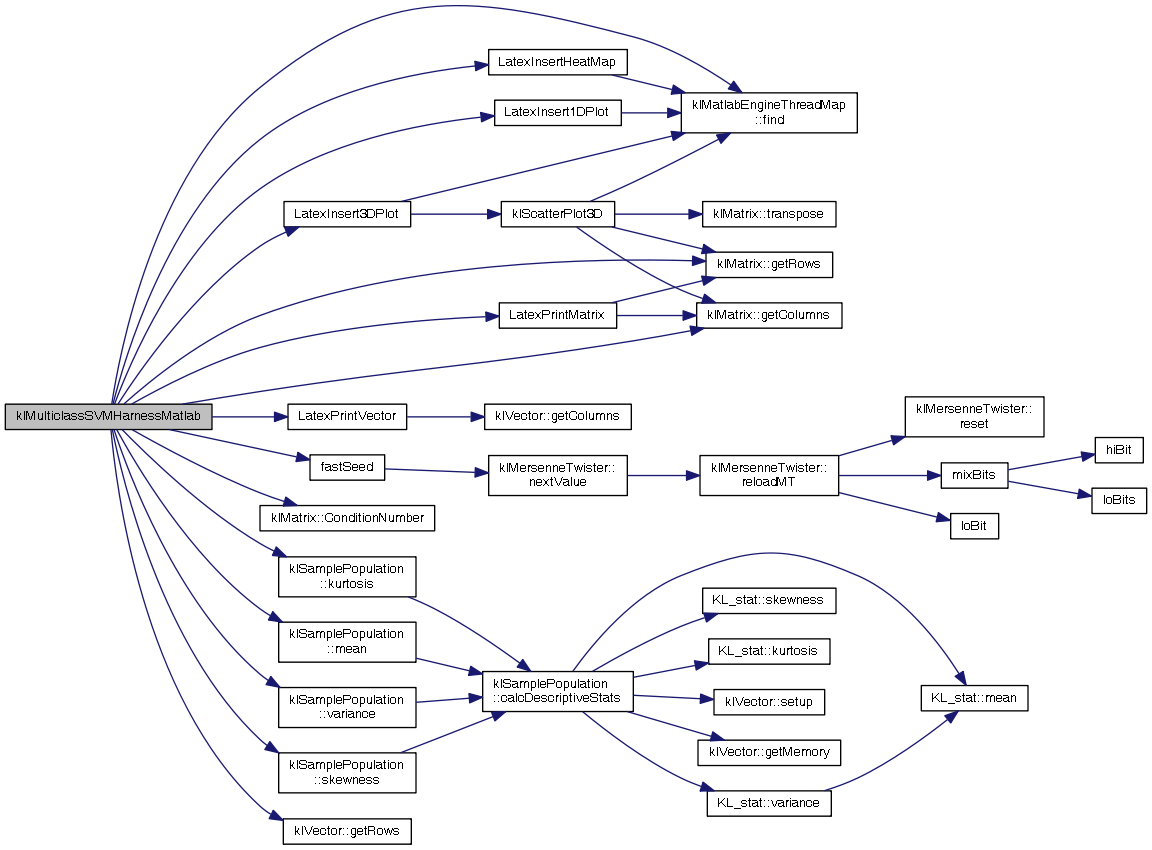 LatexInsertHeatMap
klMatlabEngineThreadMap
::find
LatexInsert1DPlot
LatexInsert3DPlot
klScatterPlot3D
klMatrix::transpose
klMatrix::getRows
LatexPrintMatrix
klMatrix::getColumns
klMulticlassSVMHarnessMatlab
LatexPrintVector
klVector::getColumns
klMersenneTwister::
reset
fastSeed
klMersenneTwister::
nextValue
klMersenneTwister::
reloadMT
mixBits
hiBit
loBits
loBit
klMatrix::ConditionNumber
klSamplePopulation
::kurtosis
klSamplePopulation
::mean
klSamplePopulation
::variance
klSamplePopulation
::skewness
klSamplePopulation
::calcDescriptiveStats
KL_stat::skewness
KL_stat::kurtosis
klVector::setup
klVector::getMemory
KL_stat::variance
KL_stat::mean
klVector::getRows